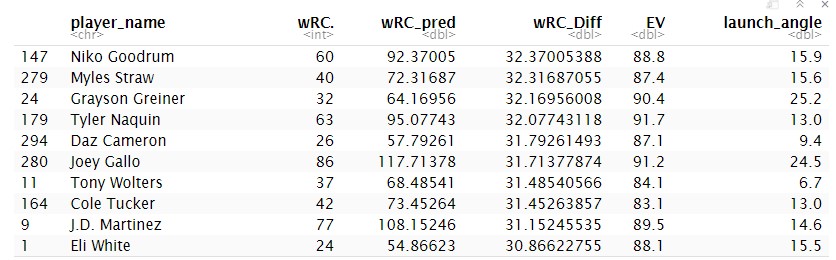 player_name wRC. wRC_pred wRC_Diff EV launch_angle
<chr> <int> <dbl> <dbl> <dbl> <dbl>
147 Niko Goodrum 60 92.37005 32.37005388 88.8 15.9
279 Myles Straw 40 72.31687 32.31687055 87.4 15.6
24 Grayson Greiner 32 64.16956 32.16956008 90.4 25.2
179 Tyler Naquin 63 95.07743 32.07743118 91.7 13.0
294 Daz Cameron 26 57.79261 31.79261493 87.1 9.4
280 Joey Gallo 86 117.71378 31.71377874 91.2 24.5
11 Tony Wolters 37 68.48541 31.48540566 84.1 6.7
164 Cole Tucker 42 73.45264 31.45263857 83.1 13.0
9 J.D. Martinez 77 108.15246 31.15245535 89.5 14.6
1 Eli White 24 54.86623 30.86622755 88.1 15.5